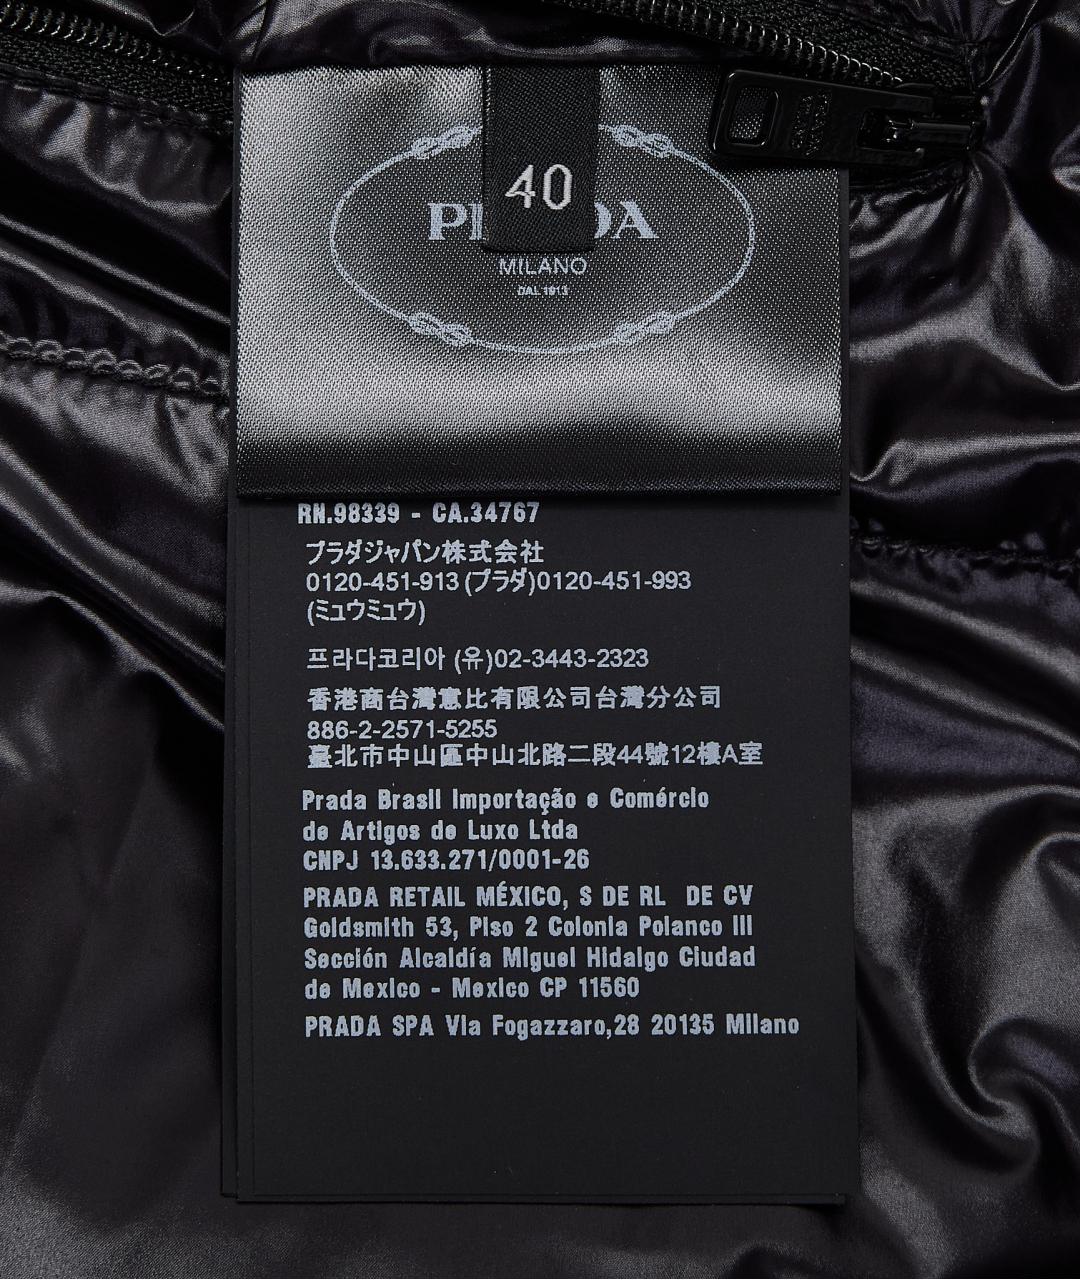 40
MILANO
DAL 1913
RN.98339 - CA.34767
プラダジャパン株式会社
0120-451-913(プラダ)0120-451-993
(ミュウミュウ)
프라다코리아 (유)02-3443-2323
香港商台灣意比有限公司台灣分公司
886-2-2571-5255
臺北市中山區中山北路二段44號12樓A室
Prada Brasil Importação e Comércio
de Artigos de Luxo Ltda
CNPJ 13.633.271/0001-26
PRADA RETAIL MÉXICO, S DE RL DE CV
Goldsmith 53, Piso 2 Colonia Polanco III
Sección Alcaldía Miguel Hidalgo Ciudad
de Mexico - Mexico CP 11560
PRADA SPA Via Fogazzaro,28 20135 Milano